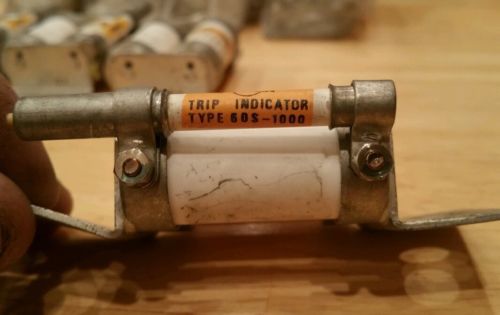 TRIP INDICATOR
TYPE 60S-1000